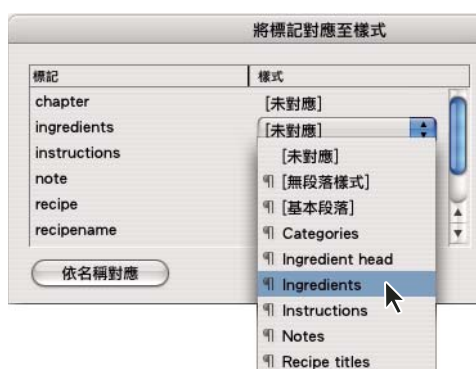 將標記對應至樣式
標記 樣式
chapter [未對應]
ingredients [未對應]
instructions
note
recipe
recipename
[未對應]
¶ [無段落樣式]
¶ [基本段落]
¶ Categories
¶ Ingredient head
¶ Ingredients
¶ Instructions
¶ Notes
¶ Recipe titles
依名稱對應